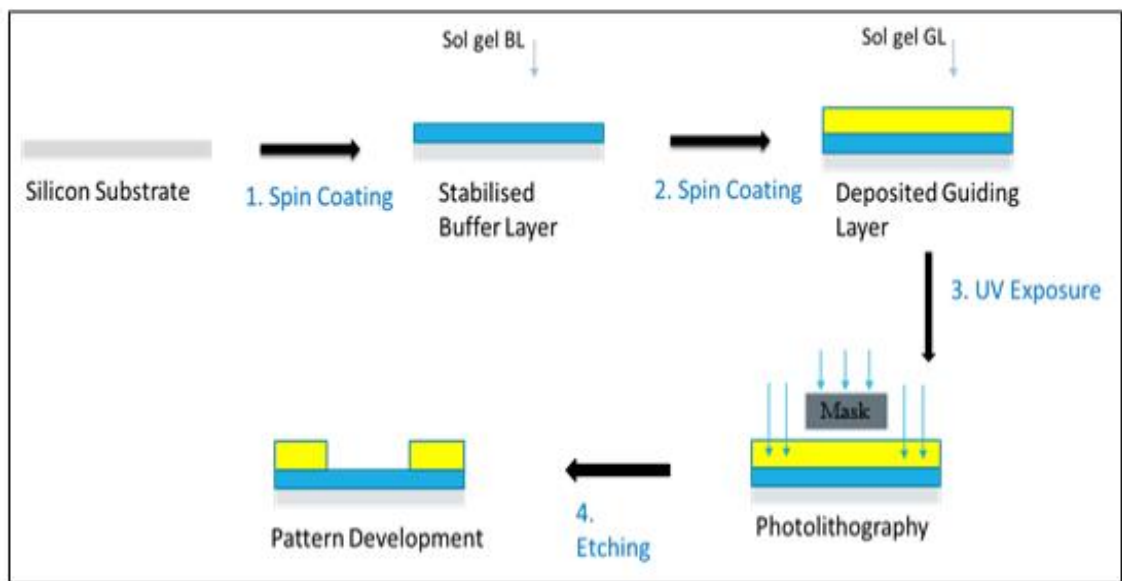 Sol gel BL
Sol gel GL
Silicon Substrate
1. Spin Coating
Stabilised
Buffer Layer
2. Spin Coating
Deposited Guiding
Layer
3. UV Exposure
Mask
Photolithography
4.
Etching
Pattern Development